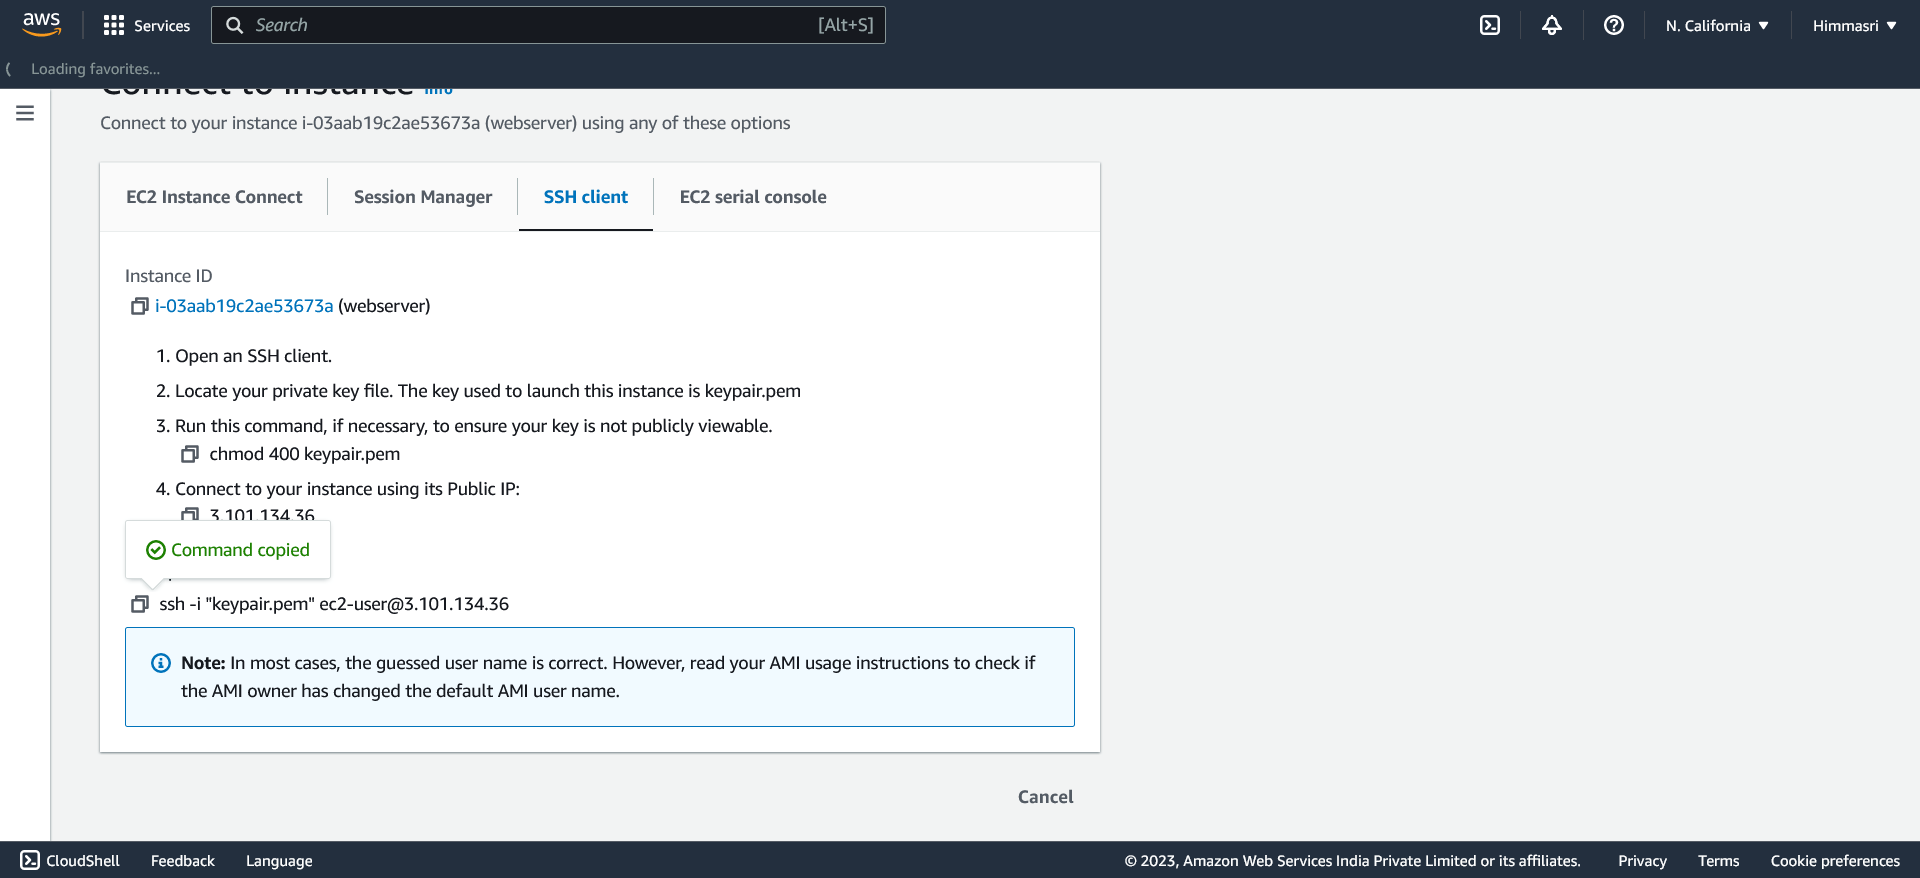 aws
Services
Search
[Alt+S]
N. California
Himmasri
Loading favorites...
Connect to instance Info
Connect to your instance i-03aab19c2ae53673a (webserver) using any of these options
EC2 Instance Connect
Session Manager
SSH client
EC2 serial console
Instance ID
i-03aab19c2ae53673a (webserver)
1. Open an SSH client.
2. Locate your private key file. The key used to launch this instance is keypair.pem
3. Run this command, if necessary, to ensure your key is not publicly viewable.
chmod 400 keypair.pem
4. Connect to your instance using its Public IP:
3.101.134.36
Command copied
ssh -i "keypair.pem" ec2-user@3.101.134.36
Note: In most cases, the guessed user name is correct. However, read your AMI usage instructions to check if
the AMI owner has changed the default AMI user name.
Cancel
CloudShell
Feedback
Language
© 2023, Amazon Web Services India Private Limited or its affiliates.
Privacy
Terms
Cookie preferences